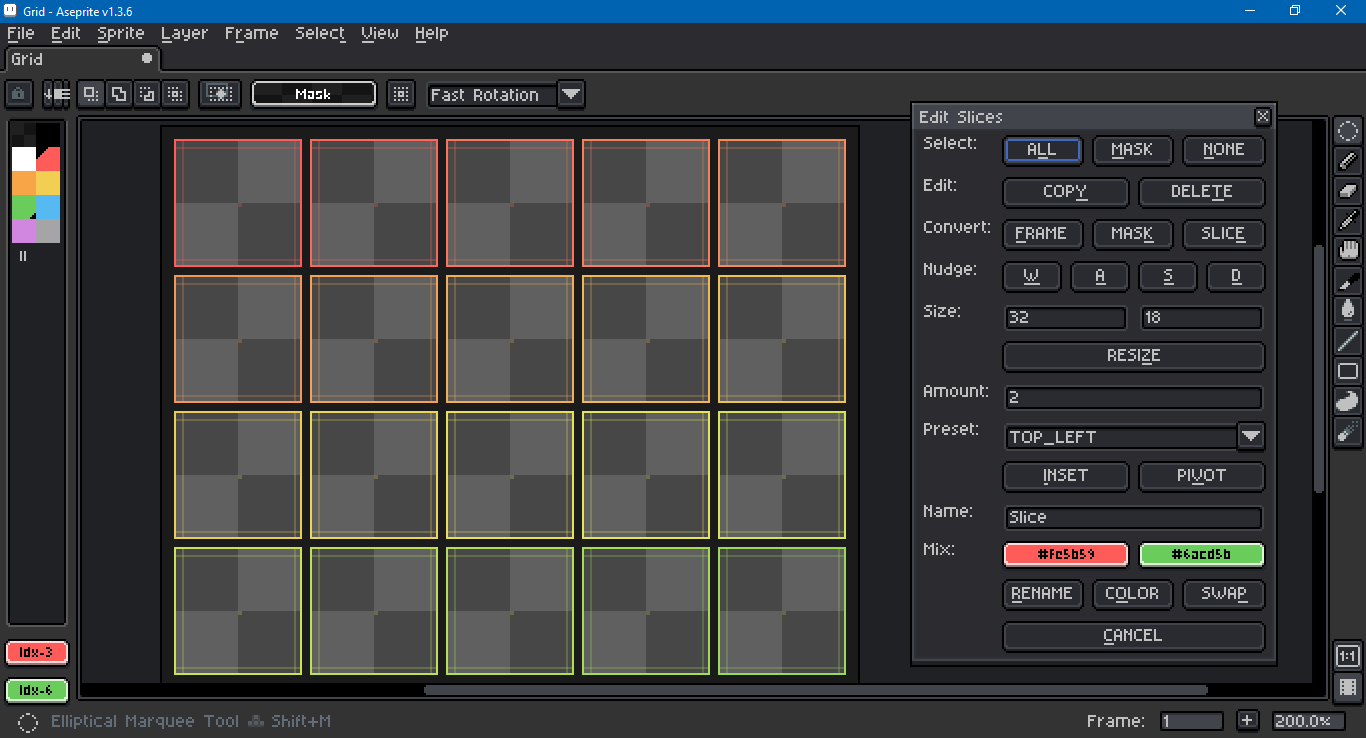 Grid - Aseprite v1.3.6
File Edit Sprite Layer Frame Select View Help
Grid
Mask
Fast Rotation
Edit Slices
Select: ALL MASK NONE
Edit: COPY DELETE
Convert: FRAME MASK SLICE
Nudge: W A S D
Size: 32 18
RESIZE
Amount: 2
Preset: TOP_LEFT
INSET PIVOT
Name: Slice
Mix: #fe5b59 #6acd5b
RENAME COLOR SWAP
CANCEL
Idx-3
Idx-6
1:1
Elliptical Marquee Tool Shift+M
Frame: 1 + 200.0%